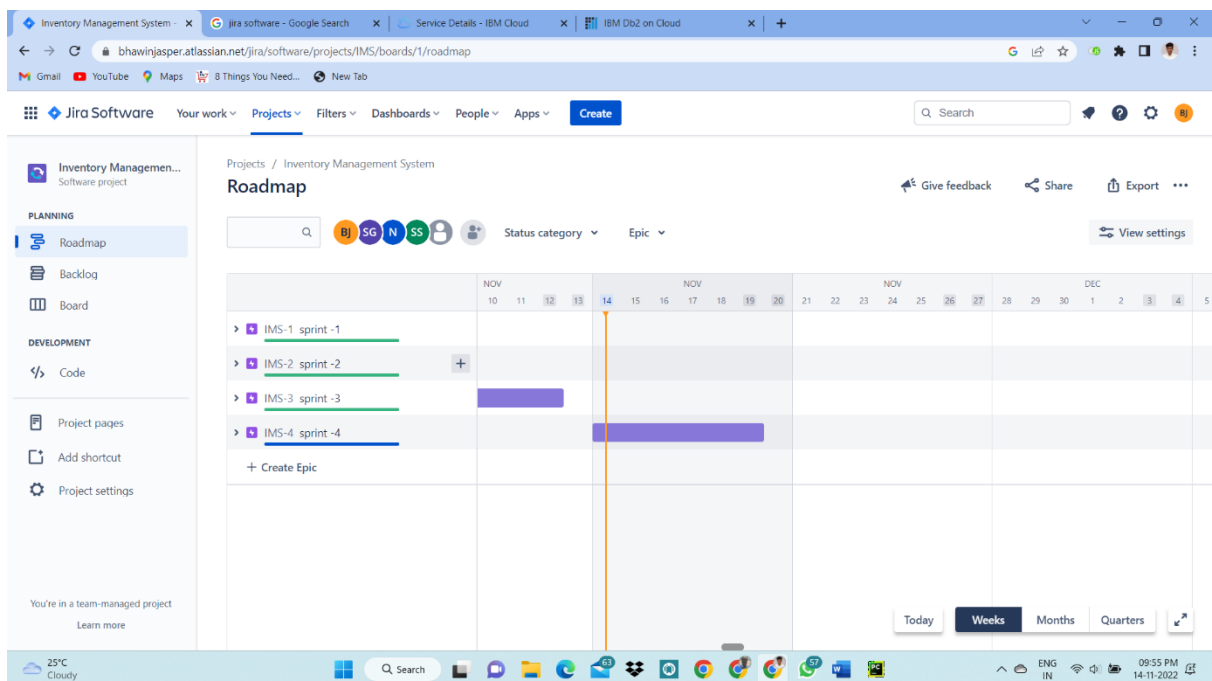 Inventory Management System - 
jira software - Google Search
Service Details - IBM Cloud
IBM Db2 on Cloud
bhawinjasper.atlassian.net/jira/software/projects/IMS/boards/1/roadmap
Gmail YouTube Maps 8 Things You Need... New Tab
Jira Software Your work Projects Filters Dashboards People Apps Create Search BJ
Inventory Managemen...
Software project
PLANNING
Roadmap
Backlog
Board
DEVELOPMENT
Code
Project pages
Add shortcut
Project settings
You're in a team-managed project
Learn more
Projects / Inventory Management System
Roadmap
Give feedback Share Export
BJ SG N SS Status category Epic View settings
NOV NOV NOV DEC
10 11 12 13 14 15 16 17 18 19 20 21 22 23 24 25 26 27 28 29 30 1 2 3 4 5
IMS-1 sprint -1
IMS-2 sprint -2
IMS-3 sprint -3
IMS-4 sprint -4
+ Create Epic
Today Weeks Months Quarters
25°C
Cloudy
Search
63
57
ENG
IN
09:55 PM
14-11-2022